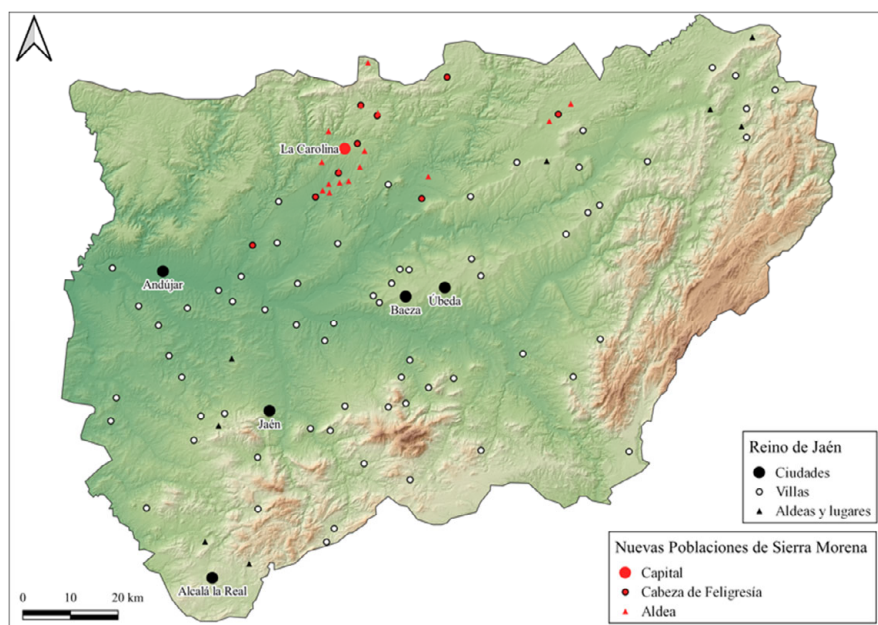 La Carolina
Andújar
Baeza
Úbeda
Jaén
Alcalá la Real
Reino de Jaén
Ciudades
Villas
Aldeas y lugares
Nuevas Poblaciones de Sierra Morena
Capital
Cabeza de Feligresía
Aldea
0 10 20 km